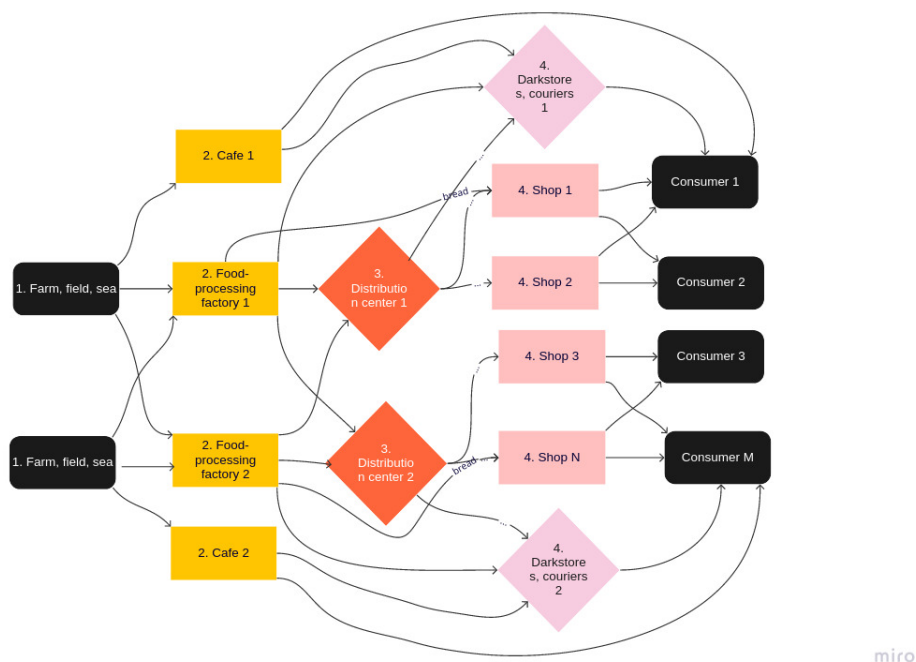 4.
Darkstore
s, couriers
1
2. Cafe 1
4. Shop 1
Consumer 1
bread
...
...
1. Farm, field, sea
2. Food-
processing
factory 1
3.
Distributio
n center 1
...
4. Shop 2
Consumer 2
4. Shop 3
Consumer 3
...
1. Farm, field, sea
2. Food-
processing
factory 2
3.
Distributio
n center 2
bread ...
4. Shop N
Consumer M
...
2. Cafe 2
4.
Darkstore
s, couriers
2
miro